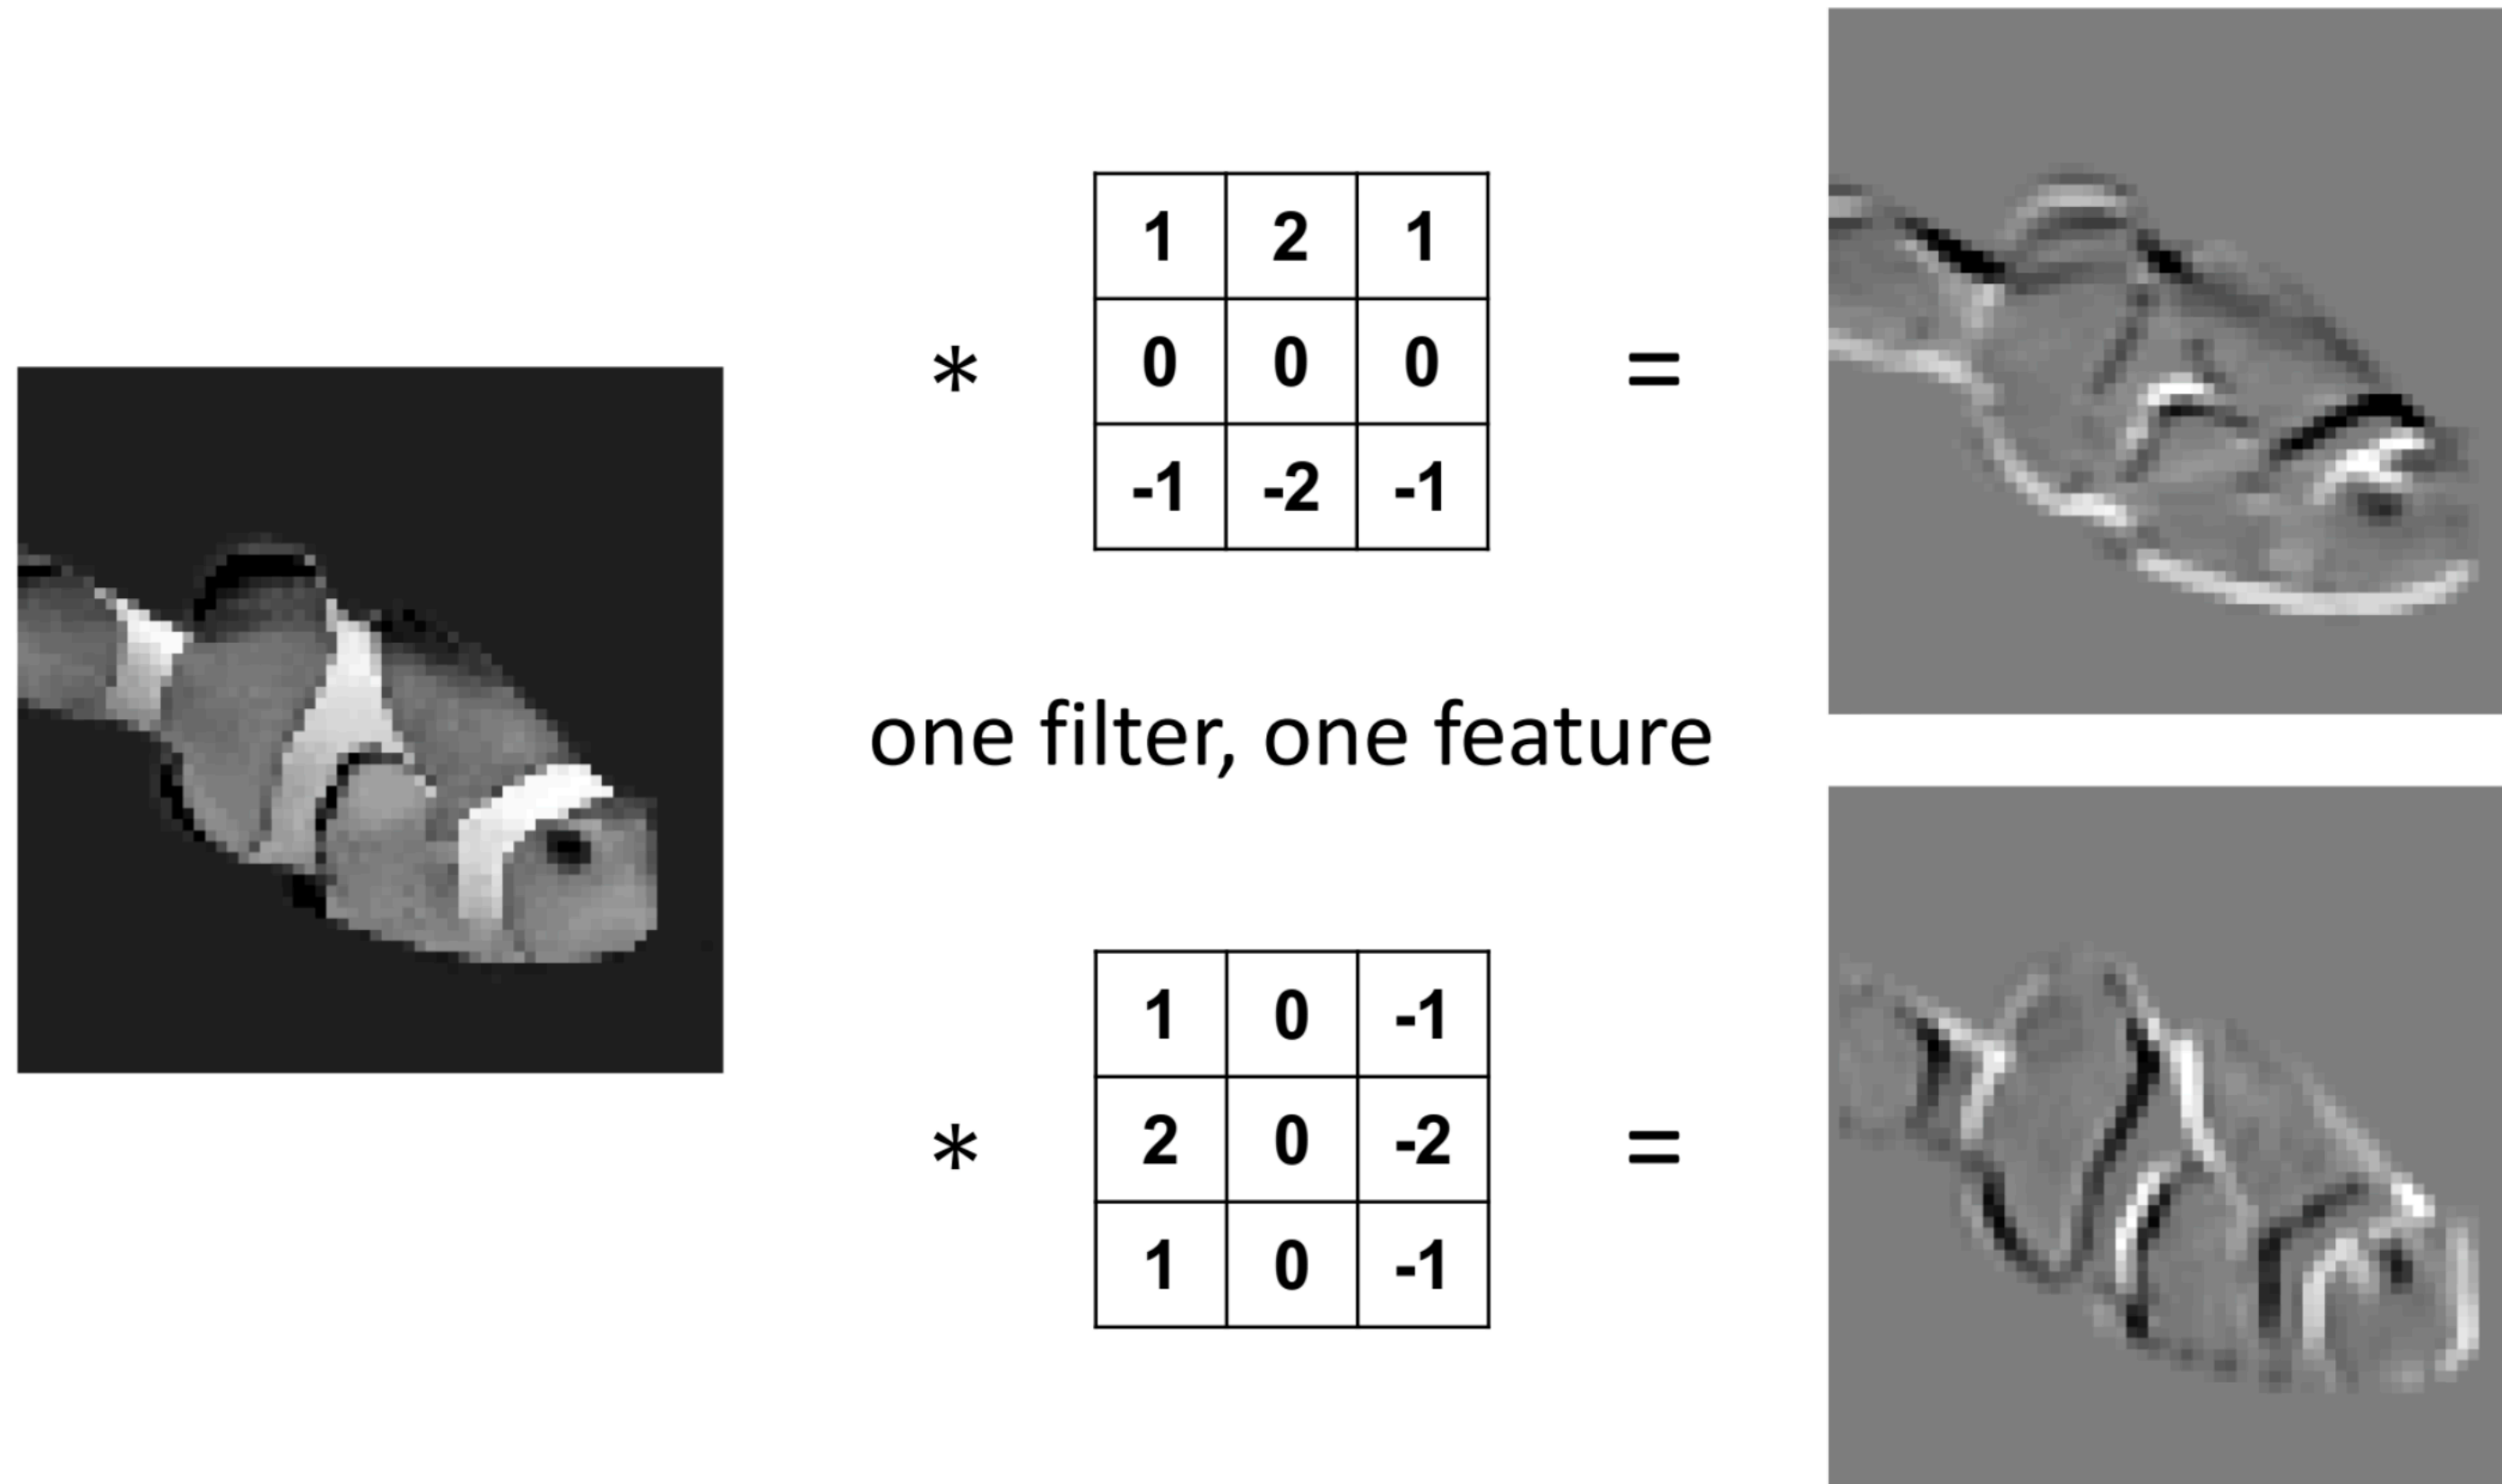 1 2 1
0 0 0
* =
-1 -2 -1
one filter, one feature
1 0 -1
2 0 -2
* =
1 0 -1